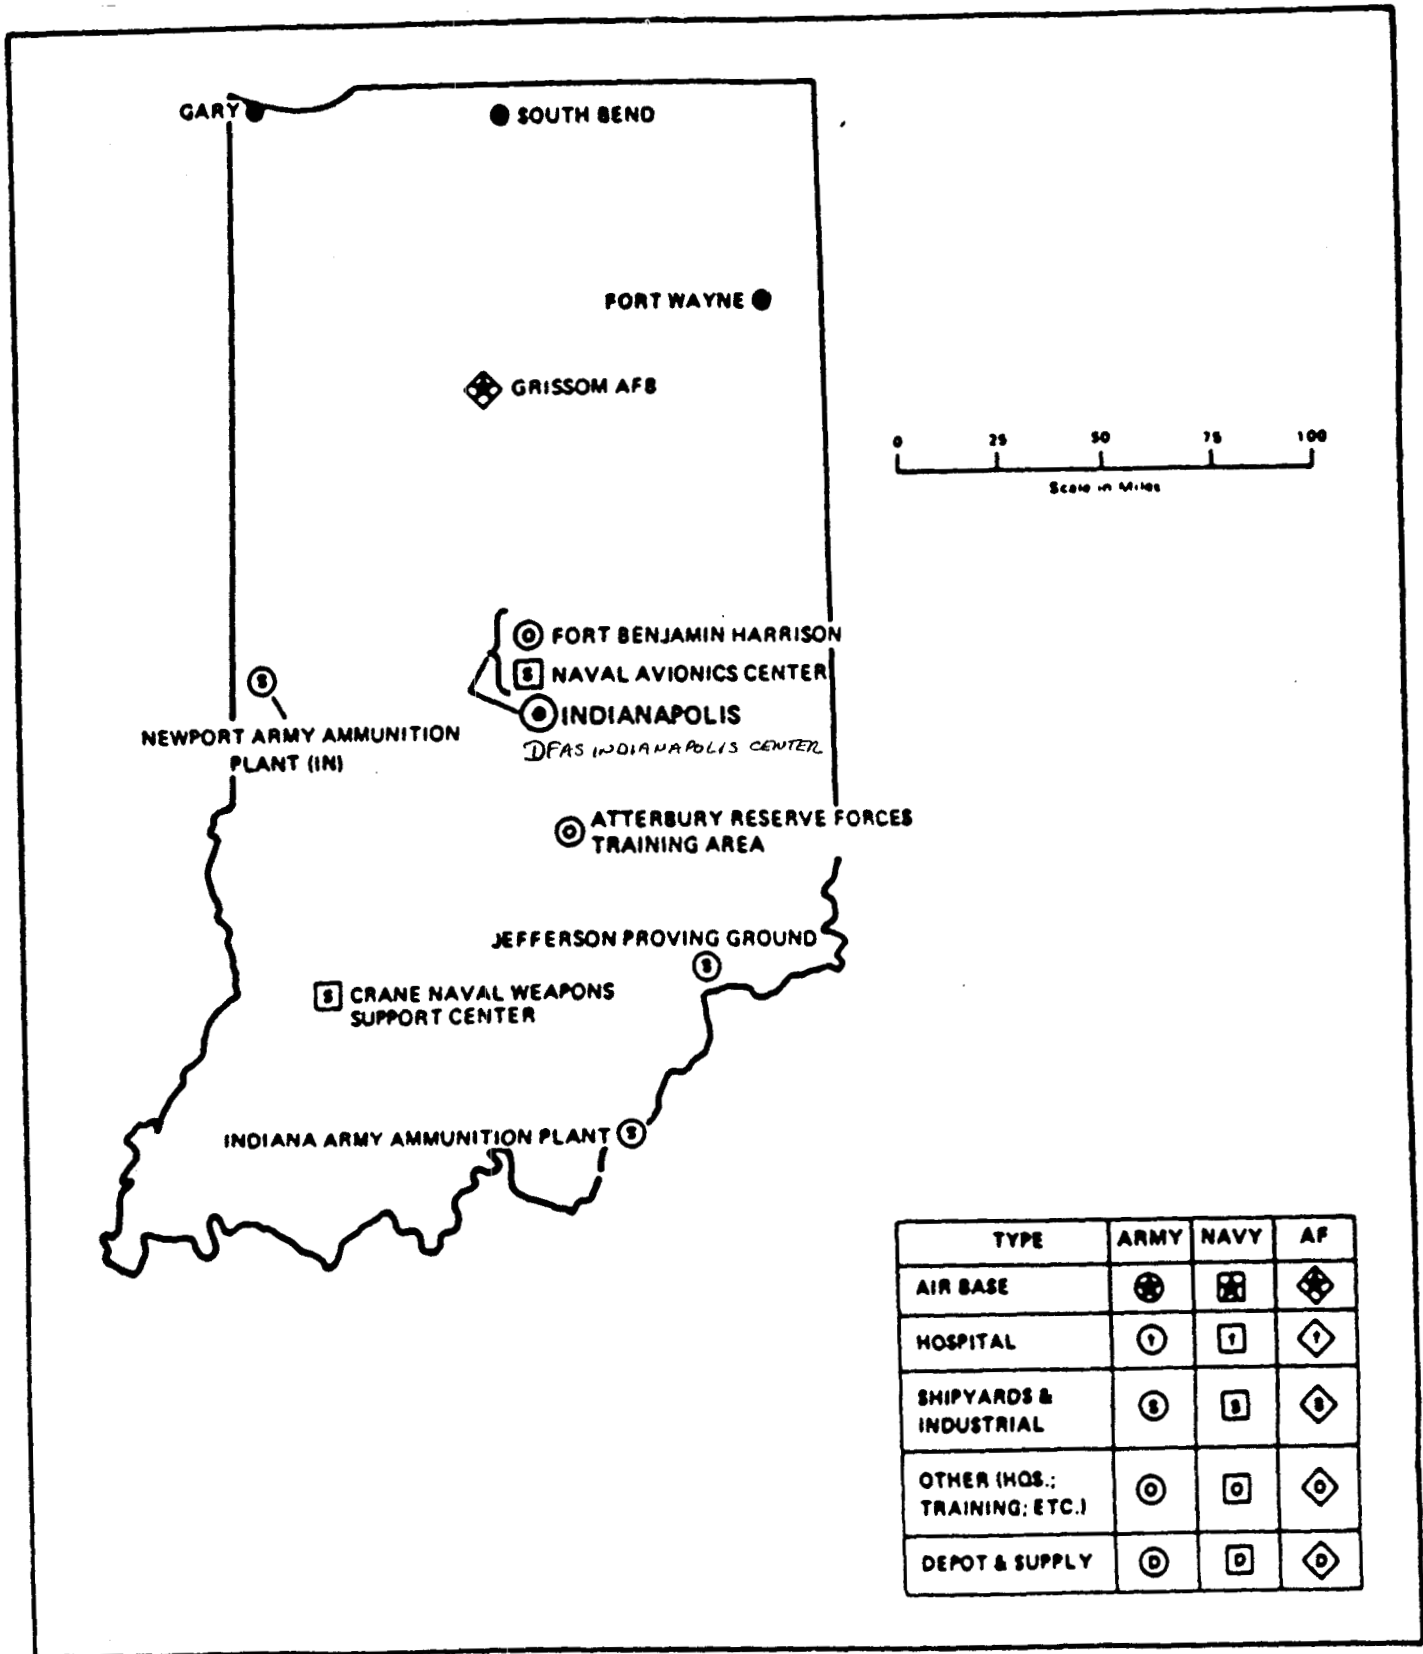 GARY
SOUTH BEND
FORT WAYNE
GRISSOM AFB
0 25 50 75 100
Scale in Miles
O FORT BENJAMIN HARRISON
S NAVAL AVIONICS CENTER
INDIANAPOLIS
DFAS INDIANAPOLIS CENTER
S
NEWPORT ARMY AMMUNITION
PLANT (IN)
O
ATTERBURY RESERVE FORCES
TRAINING AREA
JEFFERSON PROVING GROUND
S
S CRANE NAVAL WEAPONS
SUPPORT CENTER
INDIANA ARMY AMMUNITION PLANT S
TYPE ARMY NAVY AF
AIR BASE
HOSPITAL † † †
SHIPYARDS &
INDUSTRIAL S S S
OTHER (HQS.;
TRAINING; ETC.) O O O
DEPOT & SUPPLY D D D